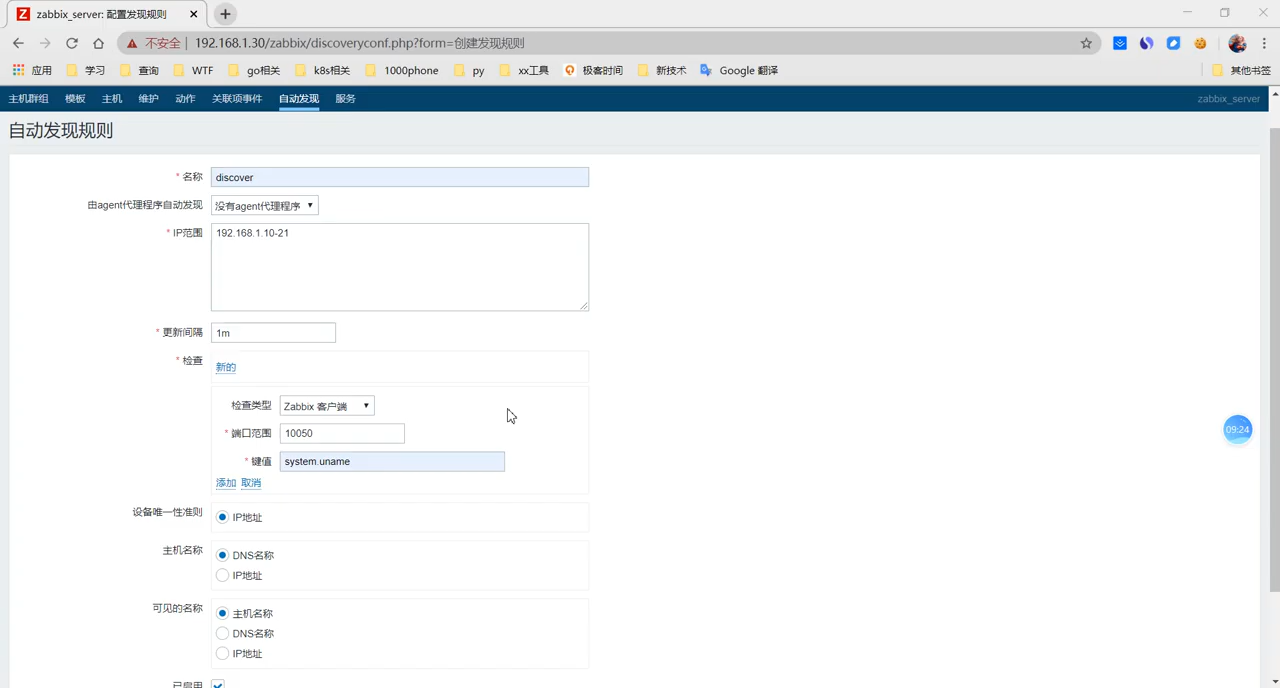 zabbix_server: 配置发现规则
不安全 | 192.168.1.30/zabbix/discoveryconf.php?form=创建发现规则
应用 学习 查询 WTF go相关 k8s相关 1000phone py xx工具 极客时间 新技术 Google 翻译 其他书签
主机群组 模板 主机 维护 动作 关联项事件 自动发现 服务 zabbix_server
自动发现规则
* 名称 discover
由agent代理程序自动发现 没有agent代理程序
* IP范围 192.168.1.10-21
* 更新间隔 1m
* 检查 新的
检查类型 Zabbix 客户端
* 端口范围 10050
* 键值 system.uname
添加 取消
设备唯一性准则 IP地址
主机名称 DNS名称
IP地址
可见的名称 主机名称
DNS名称
IP地址
已启用
09:24